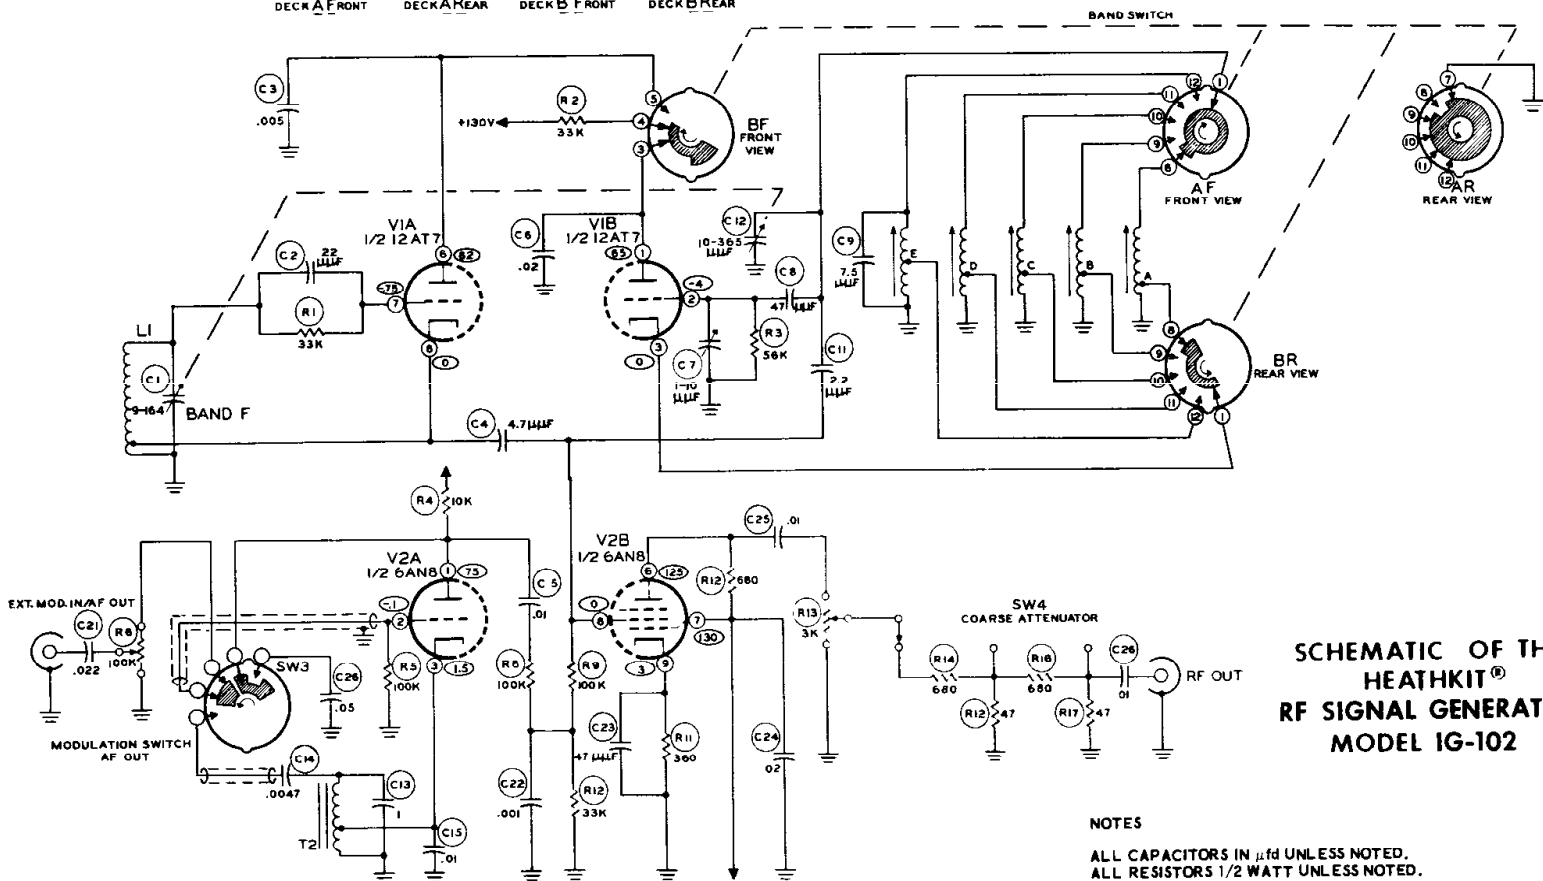 DECK A FRONT
DECK A REAR
DECK B FRONT
DECK B REAR
BAND SWITCH
C3
.005
+130V
R2
33K
5
4
3
BF
FRONT
VIEW
12
1
11
10
9
8
AF
FRONT VIEW
7
8
9
10
11
12
AR
REAR VIEW
V1A
1/2 12AT7
C2
22
μμF
6
82
-.75
7
R1
33K
8
0
L1
C1
9-164
BAND F
C6
.02
V1B
1/2 12AT7
65
1
-4
2
0
3
C12
10-365
μμF
C8
47 μμF
R3
56K
C7
1-10
μμF
C11
2.2
μμF
C9
7.5
μμF
E
D
C
B
A
8
9
10
11
12
1
BR
REAR VIEW
C4
4.7μμF
R4
10K
V2A
1/2 6AN8
1
75
-.1
2
3
1.5
C5
.01
V2B
1/2 6AN8
6
125
0
8
7
130
.3
9
C25
.01
R12
680
R13
3K
SW4
COARSE ATTENUATOR
R14
680
R16
680
C26
.01
RF OUT
R12
47
R17
47
EXT. MOD. IN/AF OUT
C21
.022
R8
100K
SW3
C26
.05
R5
100K
R6
100K
R9
100K
MODULATION SWITCH
AF OUT
C14
.0047
C13
.1
T2
C15
.01
C22
.001
R12
33K
C23
47 μμF
R11
360
C24
.02
SCHEMATIC OF TH
HEATHKIT®
RF SIGNAL GENERAT
MODEL IG-102
NOTES
ALL CAPACITORS IN μfd UNLESS NOTED.
ALL RESISTORS 1/2 WATT UNLESS NOTED.